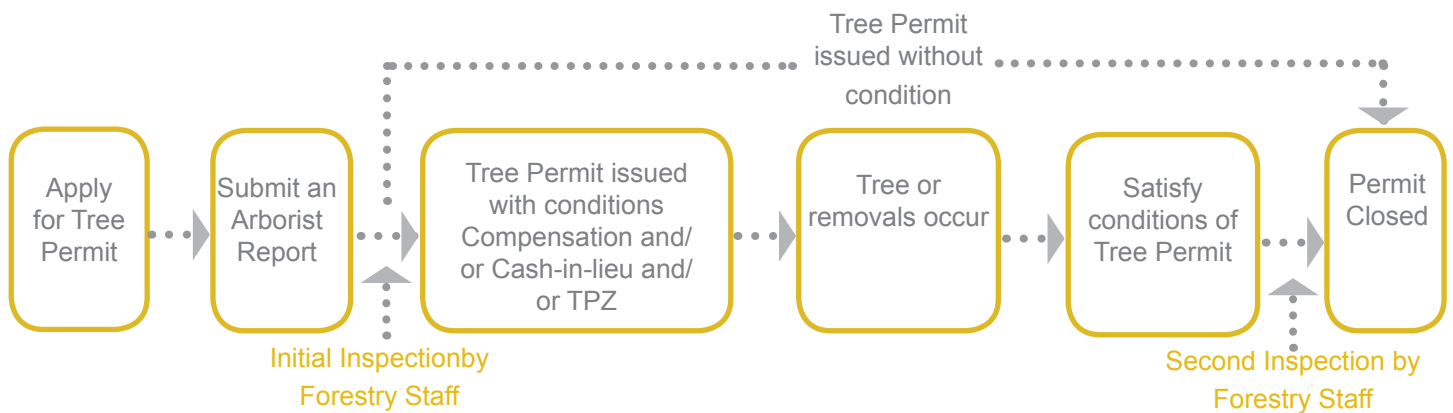 Tree Permit
issued without
condition
Apply
for Tree
Permit
Submit an
Arborist
Report
Tree Permit issued
with conditions
Compensation and/
or Cash-in-lieu and/
or TPZ
Tree or
removals occur
Satisfy
conditions of
Tree Permit
Permit
Closed
Initial Inspectionby
Forestry Staff
Second Inspection by
Forestry Staff